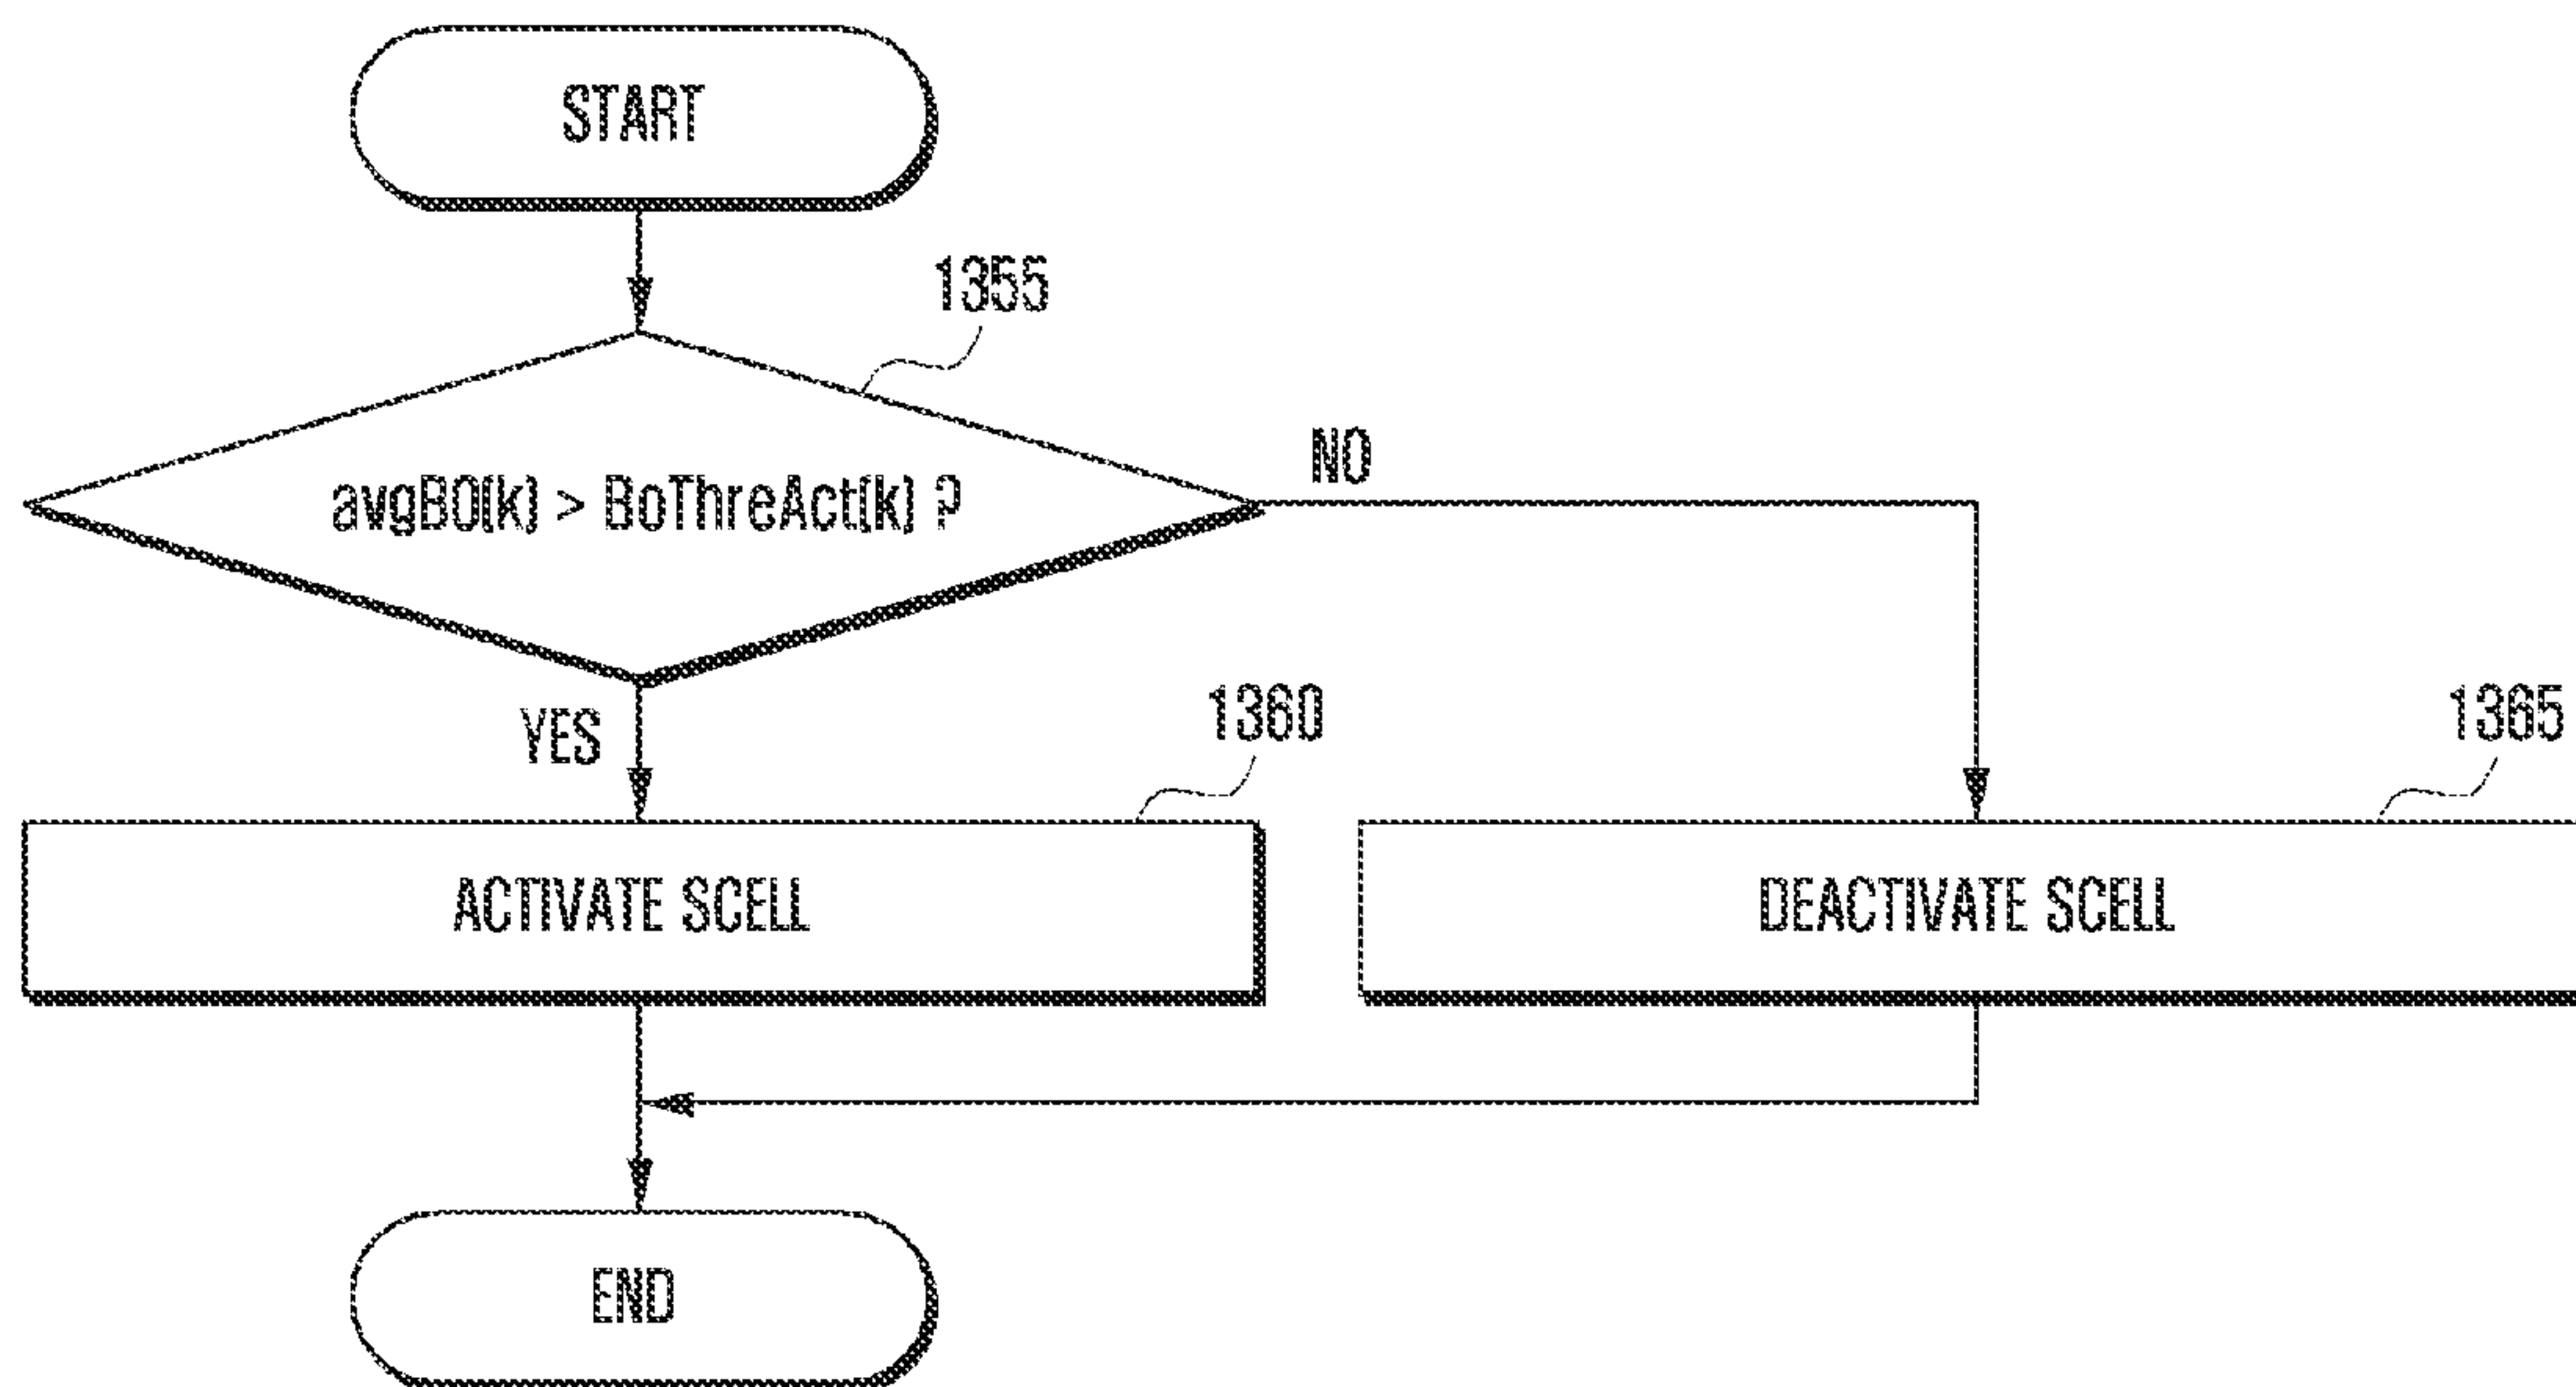 START
1355
avgBO(k) > BoThreAct(k) ?
NO
YES
1360
1365
ACTIVATE SCELL
DEACTIVATE SCELL
END